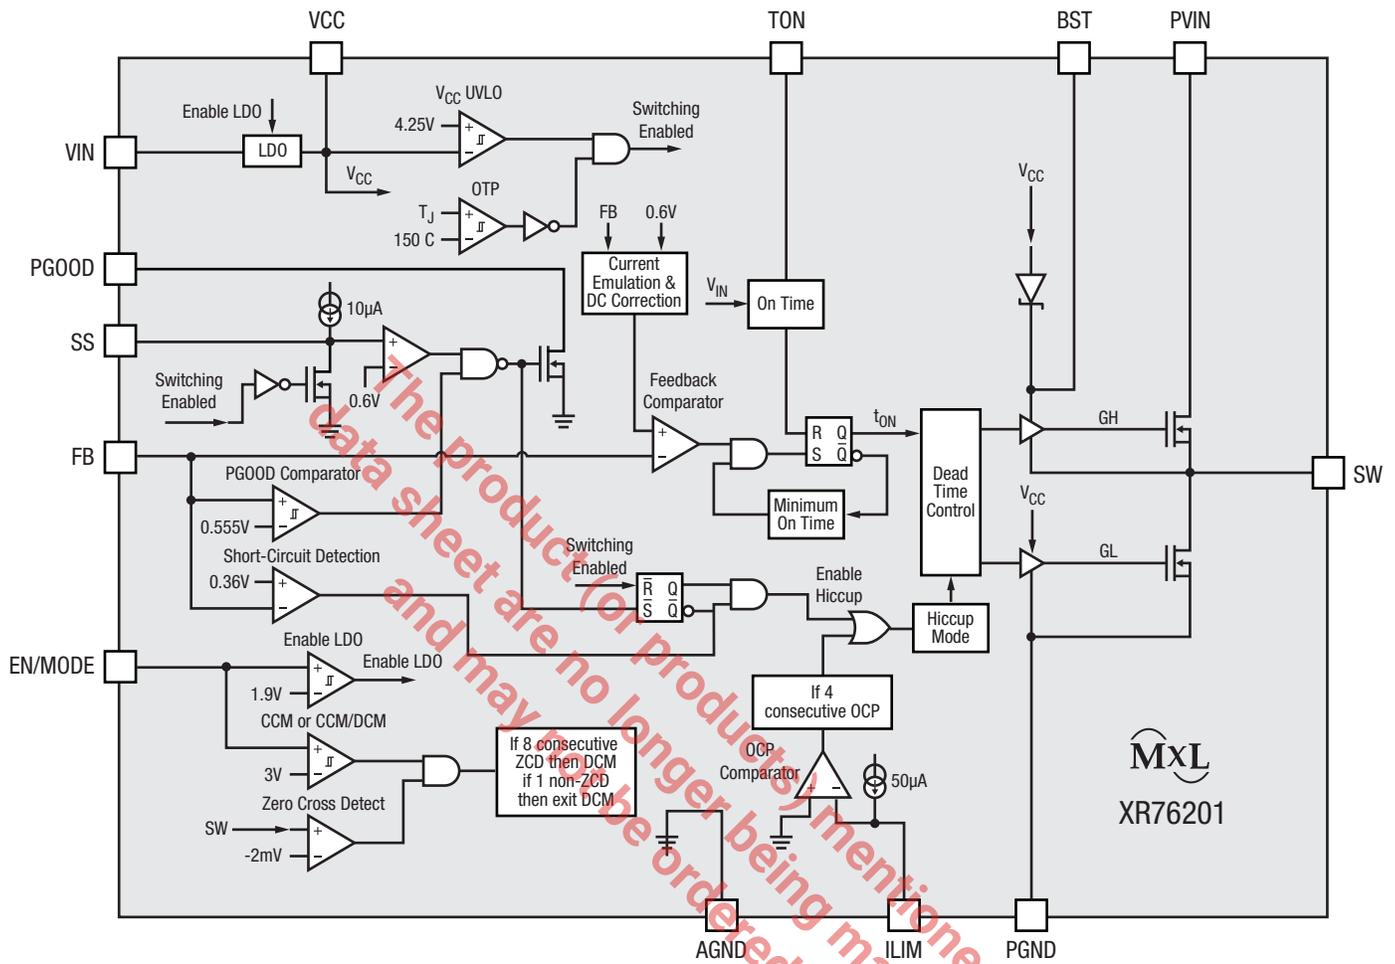 VCC
TON
BST
PVIN
Enable LDO
VIN
LDO
VCC
VCC UVLO
4.25V
+
−
Switching
Enabled
OTP
TJ
150 C
+
−
PGOOD
FB
0.6V
Current
Emulation &
DC Correction
VIN
On Time
VCC
SS
10µA
+
−
0.6V
Switching
Enabled
Feedback
Comparator
+
−
R Q
S Q̅
tON
Minimum
On Time
Dead
Time
Control
GH
SW
VCC
GL
FB
PGOOD Comparator
+
−
0.555V
Short-Circuit Detection
0.36V
+
−
Switching
Enabled
R̅ Q
S̅ Q̅
Enable
Hiccup
Hiccup
Mode
EN/MODE
Enable LDO
+
−
1.9V
Enable LDO
CCM or CCM/DCM
+
−
3V
Zero Cross Detect
SW
+
−
-2mV
If 8 consecutive
ZCD then DCM
if 1 non-ZCD
then exit DCM
If 4
consecutive OCP
OCP
Comparator
+ −
50µA
MxL
XR76201
AGND
ILIM
PGND
The product (or products) mentione
data sheet are no longer being ma
and may not be ordered